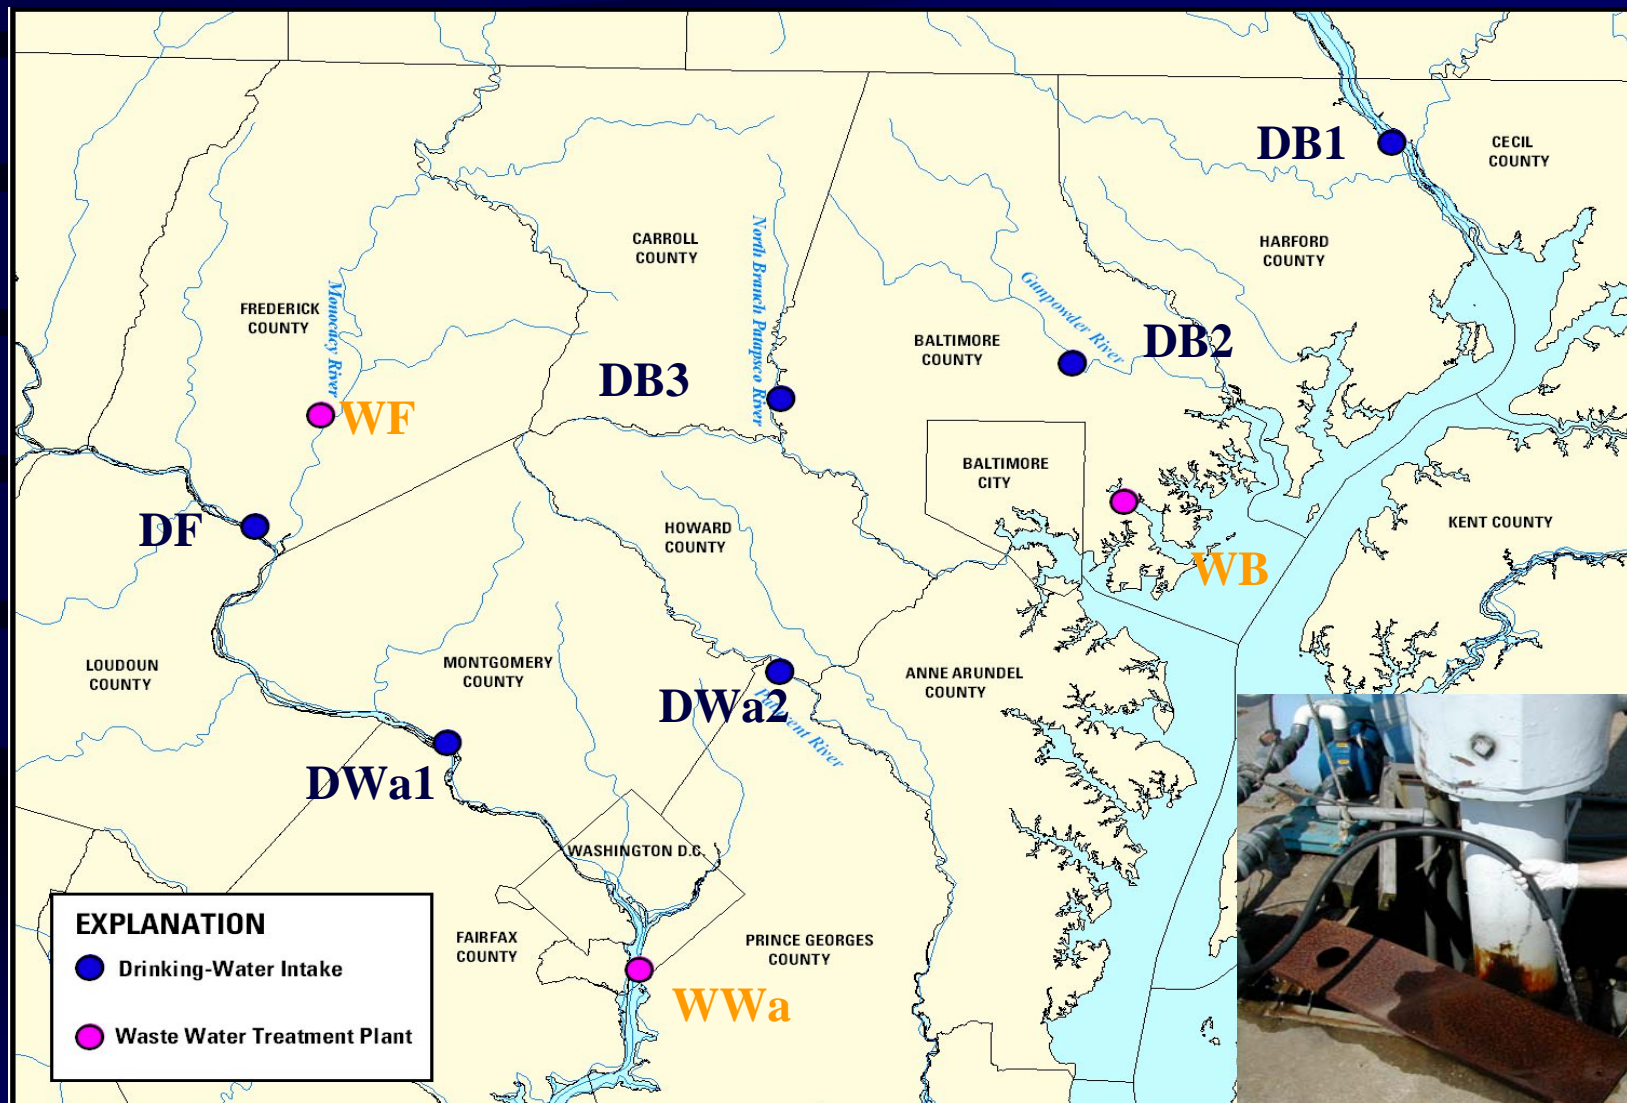 DB1
CECIL
COUNTY
CARROLL
COUNTY
HARFORD
COUNTY
North Branch Patapsco River
Monocacy River
FREDERICK
COUNTY
Gunpowder River
BALTIMORE
COUNTY
DB2
DB3
WF
BALTIMORE
CITY
DF
HOWARD
COUNTY
KENT COUNTY
WB
LOUDOUN
COUNTY
MONTGOMERY
COUNTY
ANNE ARUNDEL
COUNTY
DWa2
Patuxent River
DWa1
WASHINGTON D.C.
EXPLANATION
Drinking-Water Intake
Waste Water Treatment Plant
FAIRFAX
COUNTY
PRINCE GEORGES
COUNTY
WWa